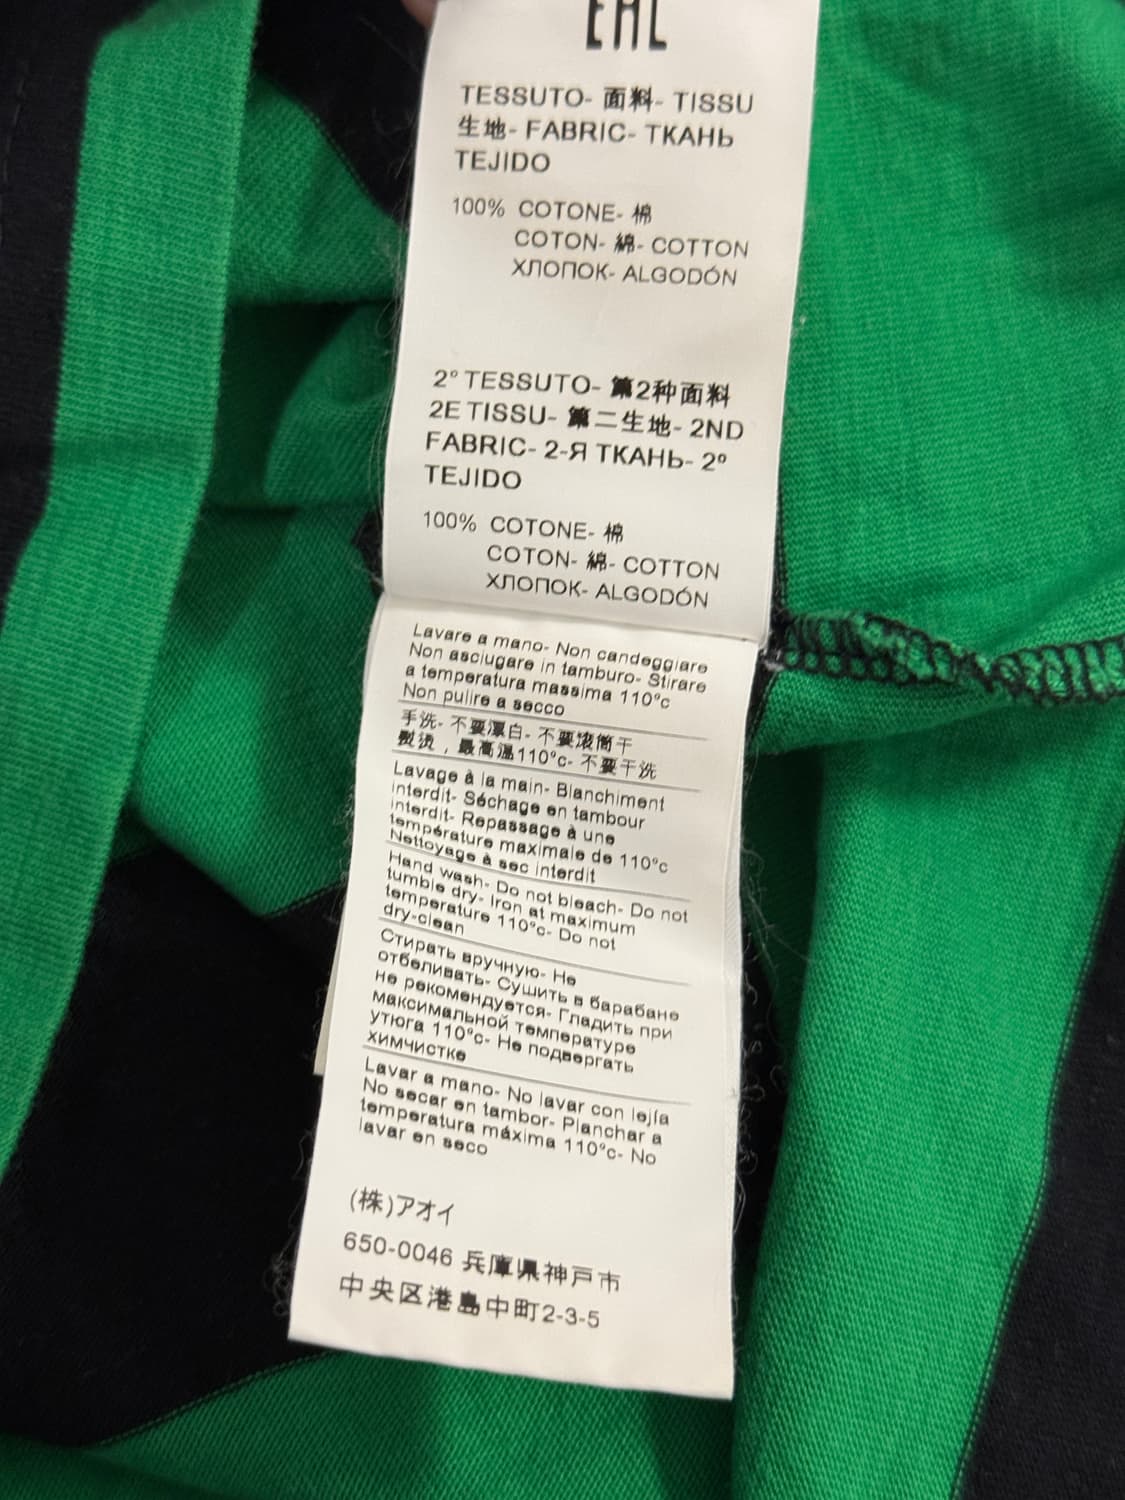 EAC
TESSUTO- 面料- TISSU
生地- FABRIC- ТКАНЬ
TEJIDO
100% COTONE- 棉
COTON- 綿- COTTON
ХЛОПОК- ALGODÓN
2° TESSUTO- 第2种面料
2E TISSU- 第二生地- 2ND
FABRIC- 2-Я ТКАНЬ- 2º
TEJIDO
100% COTONE- 棉
COTON- 綿- COTTON
ХЛОПОК- ALGODÓN
Lavare a mano- Non candeggiare
Non asciugare in tamburo- Stirare
a temperatura massima 110°c
Non pulire a secco
手洗- 不要漂白- 不要滚筒干
熨烫，最高温110°c- 不要干洗
Lavage à la main- Blanchiment
interdit- Séchage en tambour
interdit- Repassage à une
température maximale de 110°c
Nettoyage à sec interdit
Hand wash- Do not bleach- Do not
tumble dry- Iron at maximum
temperature 110°c- Do not
dry-clean
Стирать вручную- Не
отбеливать- Сушить в барабане
не рекомендуется- Гладить при
максимальной температуре
утюга 110°c- Не подвергать
химчистке
Lavar a mano- No lavar con lejía
No secar en tambor- Planchar a
temperatura máxima 110°c- No
lavar en seco
(株)アオイ
650-0046 兵庫県神戸市
中央区港島中町2-3-5